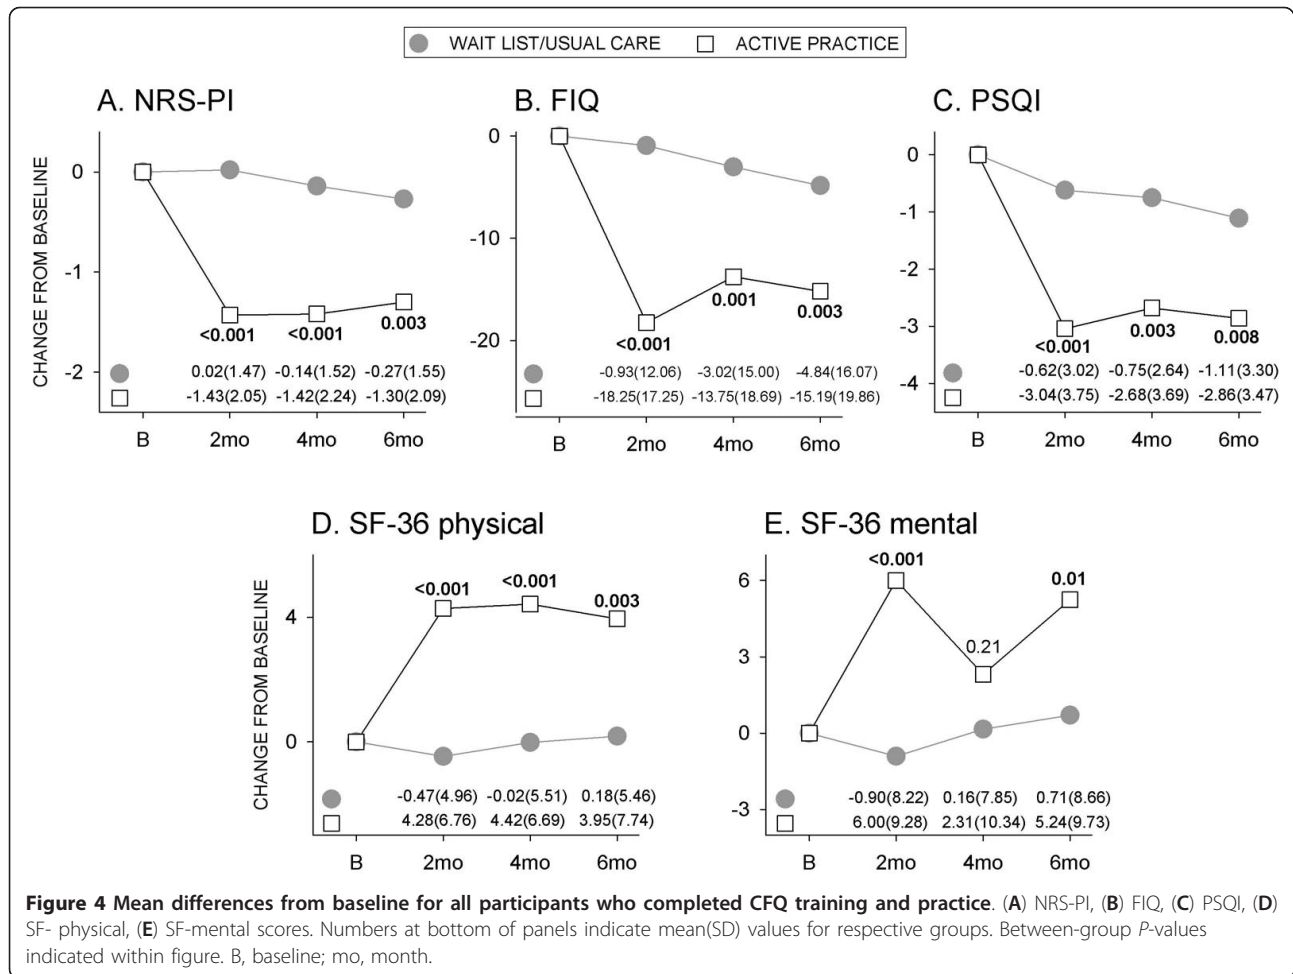 WAIT LIST/USUAL CARE ACTIVE PRACTICE
A. NRS-PI
CHANGE FROM BASELINE
0
-1
-2
<0.001 <0.001 0.003
0.02(1.47) -0.14(1.52) -0.27(1.55)
-1.43(2.05) -1.42(2.24) -1.30(2.09)
B 2mo 4mo 6mo
B. FIQ
0
-10
-20
<0.001 0.001 0.003
-0.93(12.06) -3.02(15.00) -4.84(16.07)
-18.25(17.25) -13.75(18.69) -15.19(19.86)
B 2mo 4mo 6mo
C. PSQI
0
-1
-2
-3
-4
<0.001 0.003 0.008
-0.62(3.02) -0.75(2.64) -1.11(3.30)
-3.04(3.75) -2.68(3.69) -2.86(3.47)
B 2mo 4mo 6mo
D. SF-36 physical
CHANGE FROM BASELINE
4
0
<0.001 <0.001 0.003
-0.47(4.96) -0.02(5.51) 0.18(5.46)
4.28(6.76) 4.42(6.69) 3.95(7.74)
B 2mo 4mo 6mo
E. SF-36 mental
6
3
0
-3
<0.001 0.21 0.01
-0.90(8.22) 0.16(7.85) 0.71(8.66)
6.00(9.28) 2.31(10.34) 5.24(9.73)
B 2mo 4mo 6mo
Figure 4 Mean differences from baseline for all participants who completed CFQ training and practice. (A) NRS-PI, (B) FIQ, (C) PSQI, (D)
SF- physical, (E) SF-mental scores. Numbers at bottom of panels indicate mean(SD) values for respective groups. Between-group P-values
indicated within figure. B, baseline; mo, month.